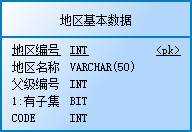 地区基本数据
地区编号 INT <pk>
地区名称 VARCHAR(50)
父级编号 INT
1:有子集 BIT
CODE INT